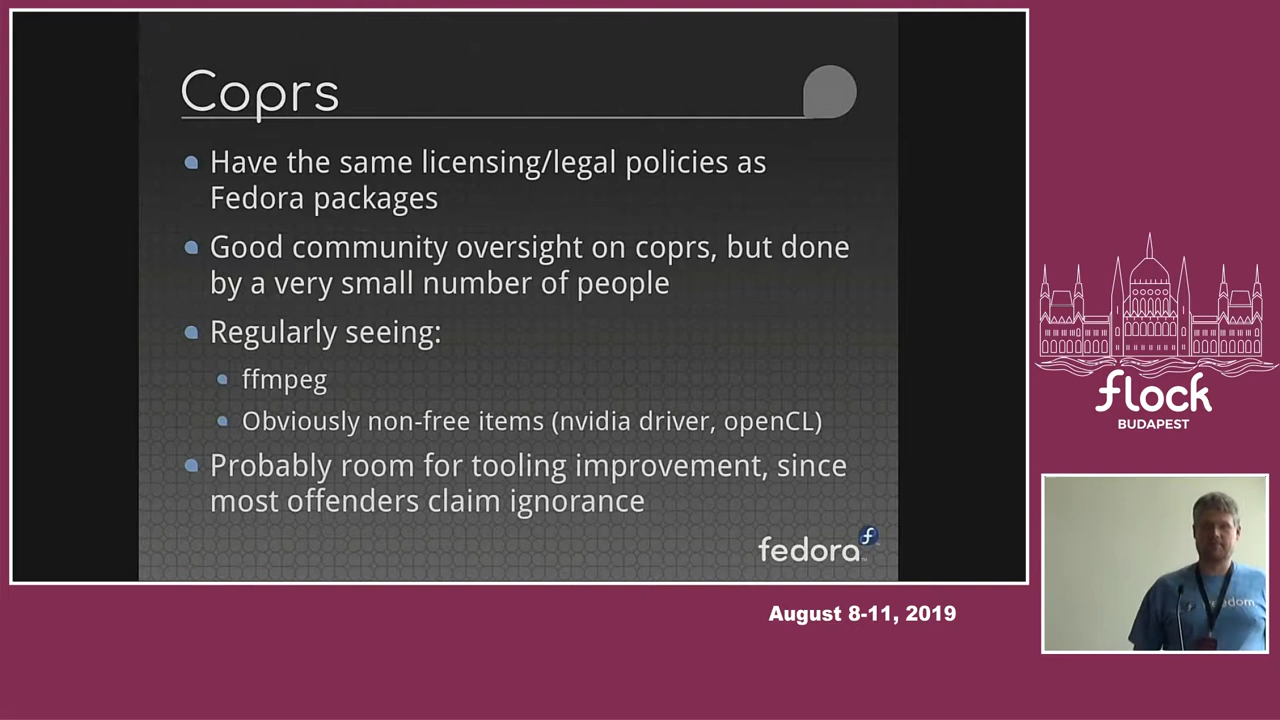 Coprs
Have the same licensing/legal policies as
Fedora packages
Good community oversight on coprs, but done
by a very small number of people
Regularly seeing:
ffmpeg
Obviously non-free items (nvidia driver, openCL)
Probably room for tooling improvement, since
most offenders claim ignorance
fedora
flock
BUDAPEST
August 8-11, 2019